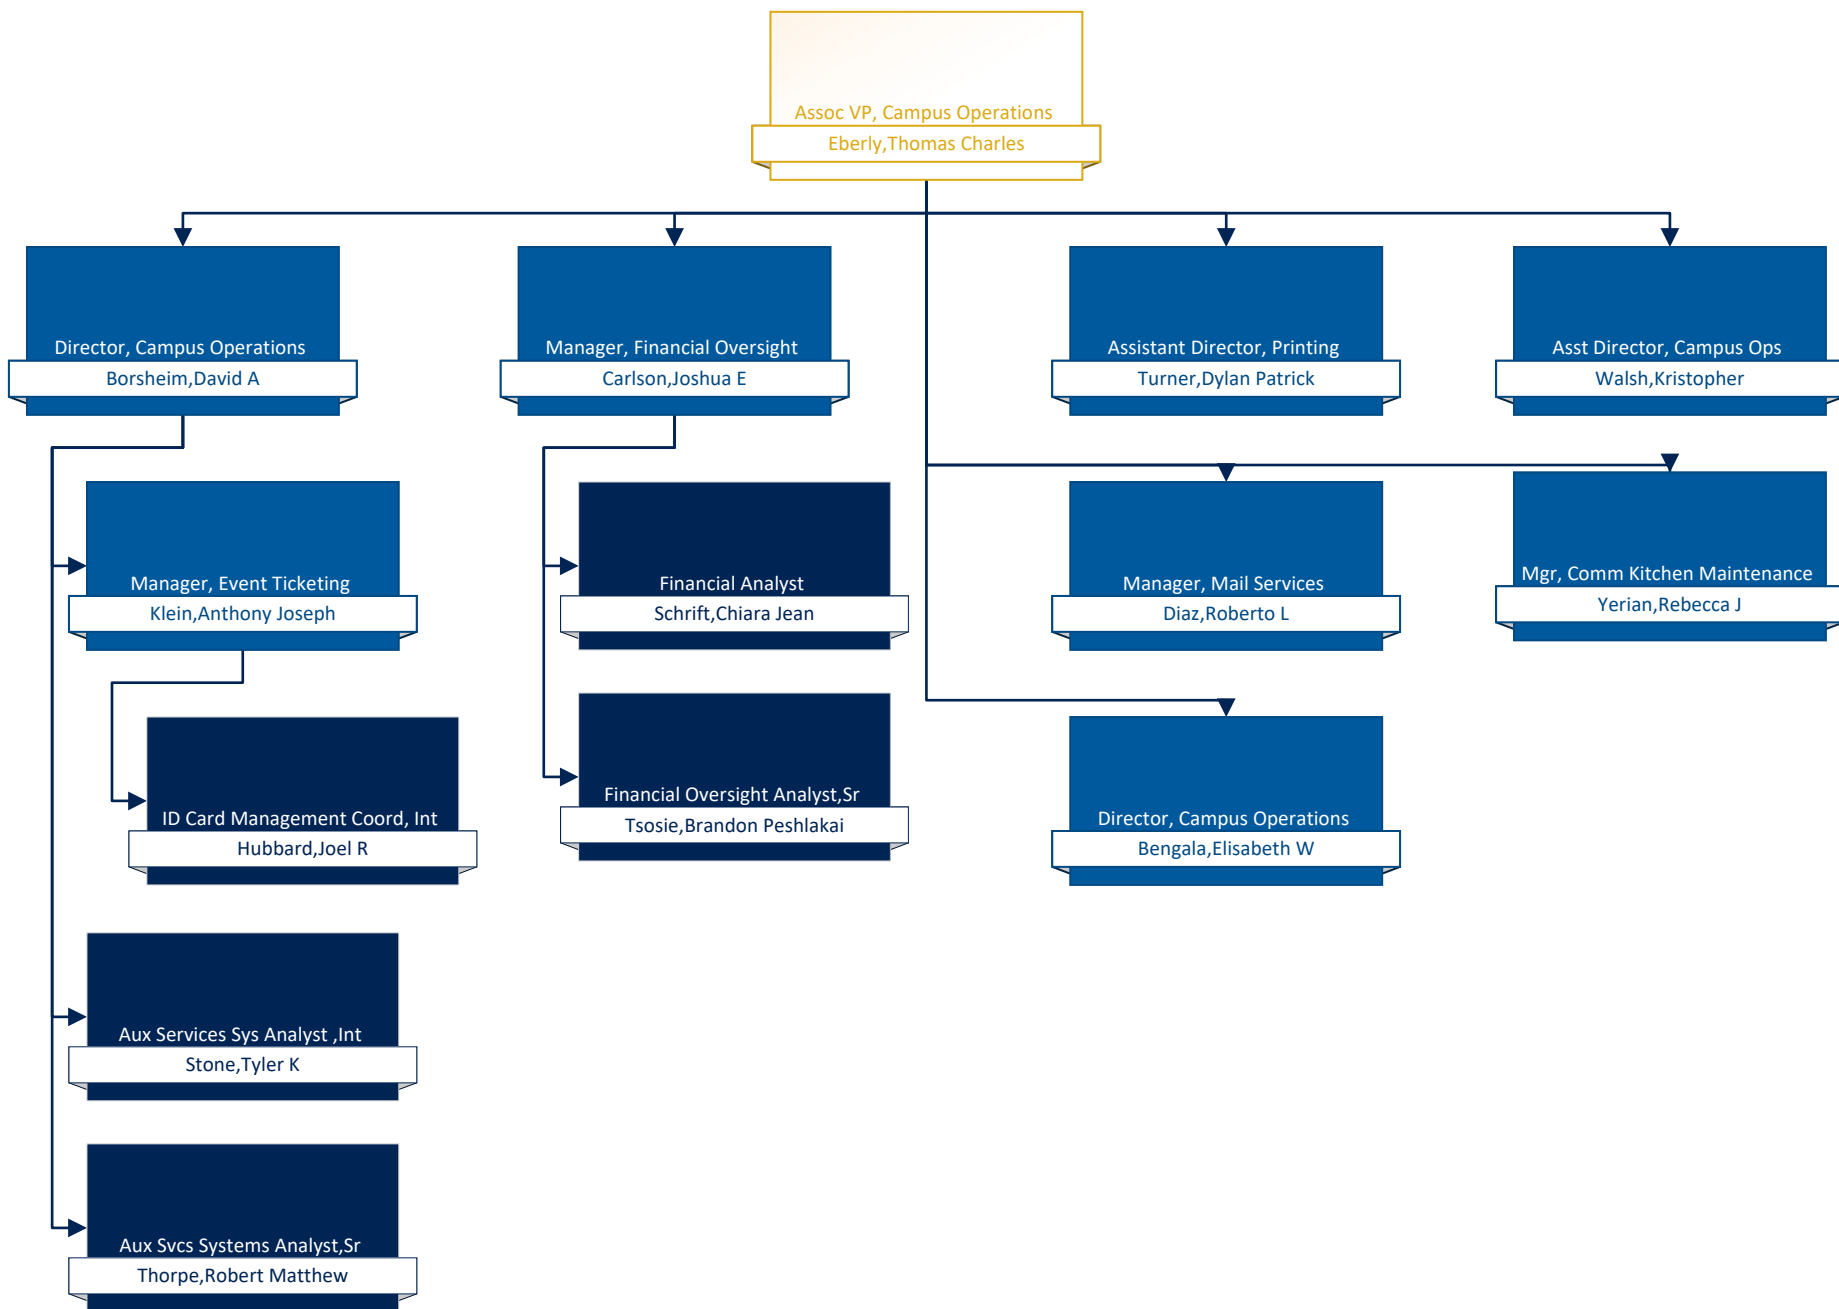 Assoc VP, Campus Operations
Eberly,Thomas Charles
Director, Campus Operations
Borsheim,David A
Manager, Financial Oversight
Carlson,Joshua E
Assistant Director, Printing
Turner,Dylan Patrick
Asst Director, Campus Ops
Walsh,Kristopher
Manager, Event Ticketing
Klein,Anthony Joseph
Financial Analyst
Schrift,Chiara Jean
Manager, Mail Services
Diaz,Roberto L
Mgr, Comm Kitchen Maintenance
Yerian,Rebecca J
ID Card Management Coord, Int
Hubbard,Joel R
Financial Oversight Analyst,Sr
Tsosie,Brandon Peshlakai
Director, Campus Operations
Bengala,Elisabeth W
Aux Services Sys Analyst ,Int
Stone,Tyler K
Aux Svcs Systems Analyst,Sr
Thorpe,Robert Matthew